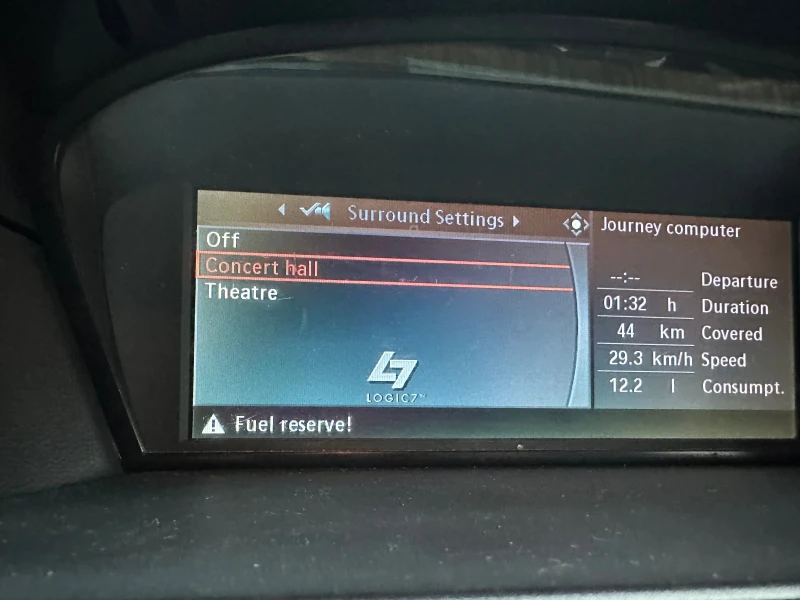 Surround Settings
Off
Concert hall
Theatre
LOGIC7™
Fuel reserve!
Journey computer
--:-- Departure
01:32 h Duration
44 km Covered
29.3 km/h Speed
12.2 l Consumpt.